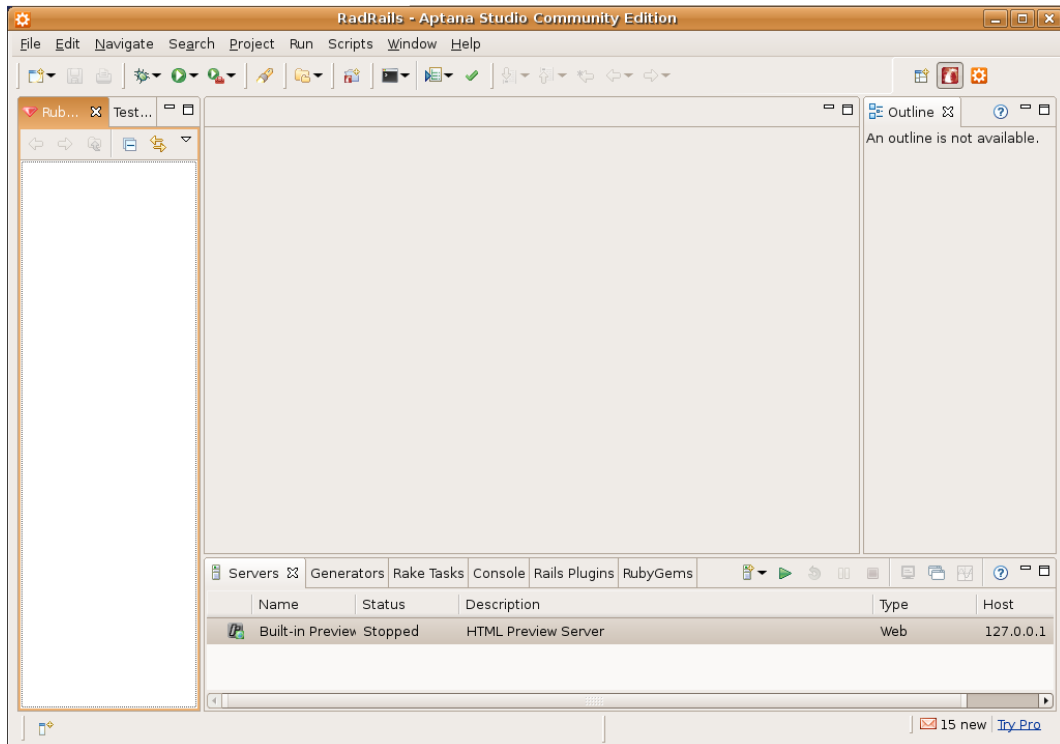 RadRails - Aptana Studio Community Edition
File Edit Navigate Search Project Run Scripts Window Help
Rub... Test...
Outline
An outline is not available.
Servers Generators Rake Tasks Console Rails Plugins RubyGems
Name Status Description Type Host
Built-in Preview Stopped HTML Preview Server Web 127.0.0.1
15 new Try Pro